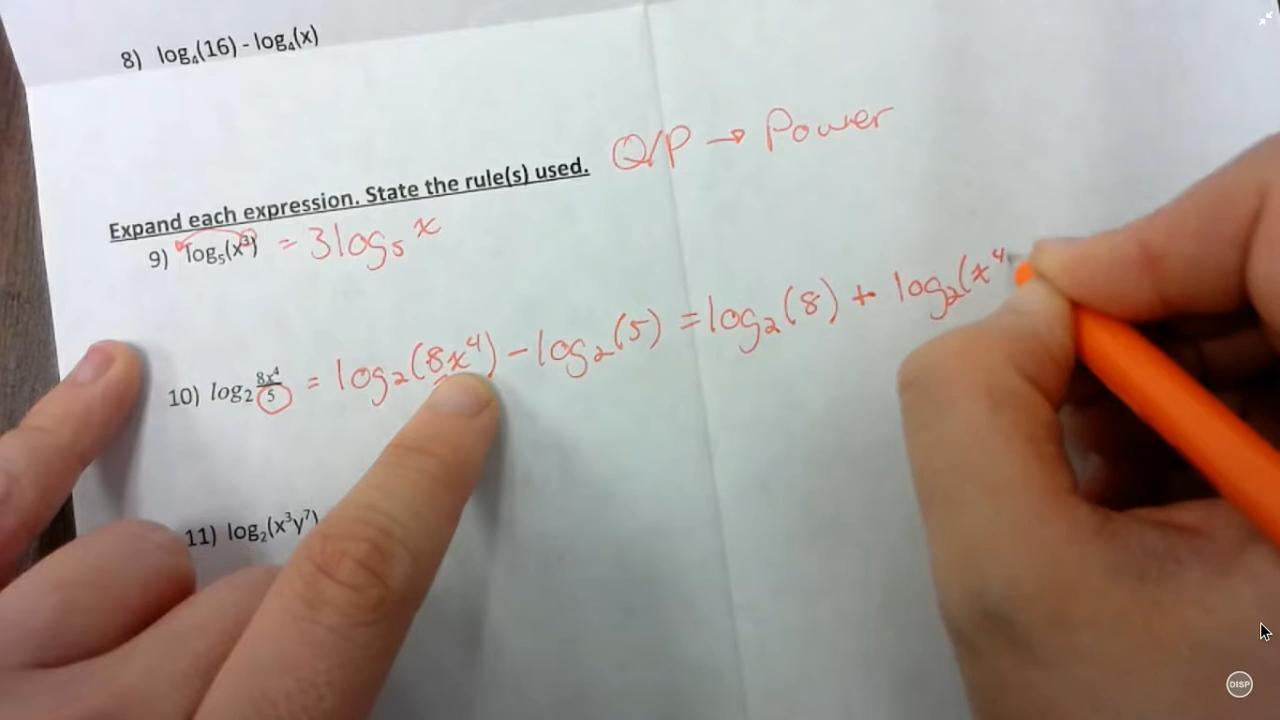 8) log₄(16) - log₄(x)
Q/P → Power
Expand each expression. State the rule(s) used.
9) log₅(x³) = 3log₅ x
10) log₂ 8x⁴/5 = log₂(8x⁴) - log₂(5) = log₂(8) + log₂(x⁴
11) log₂(x³y⁷)
DISP